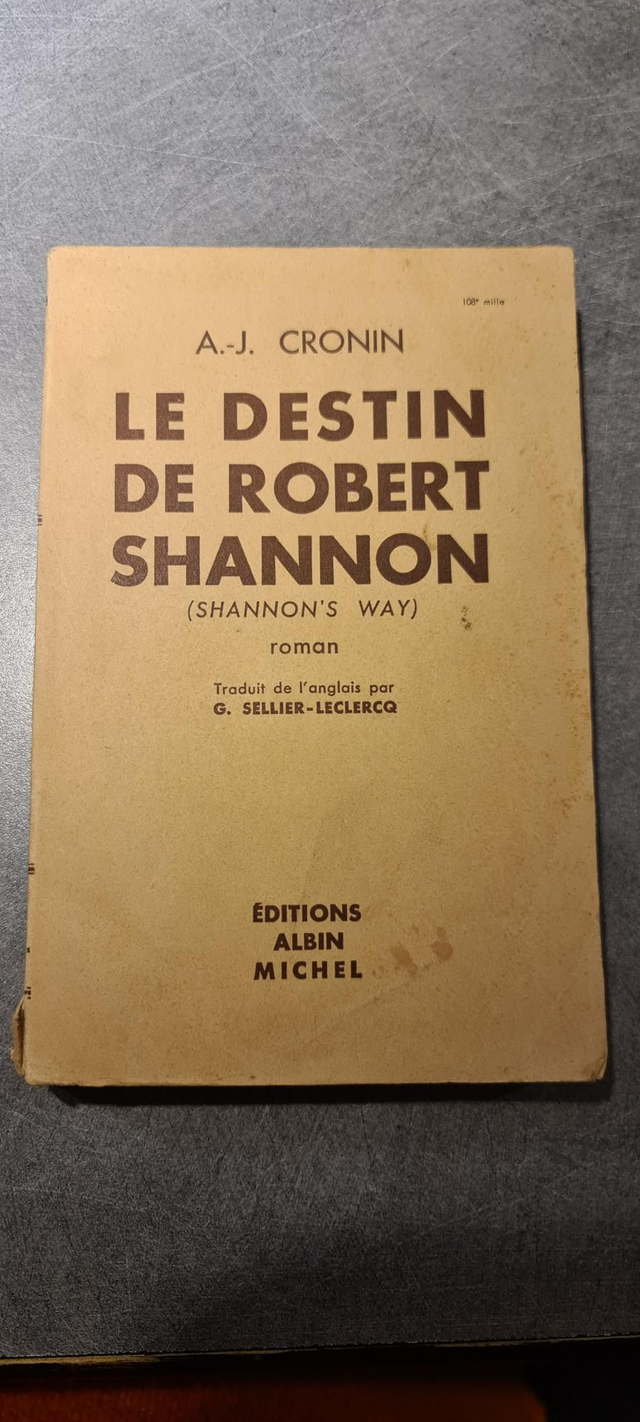 108e mille
A.-J. CRONIN
LE DESTIN
DE ROBERT
SHANNON
(SHANNON'S WAY)
roman
Traduit de l'anglais par
G. SELLIER-LECLERCQ
ÉDITIONS
ALBIN
MICHEL